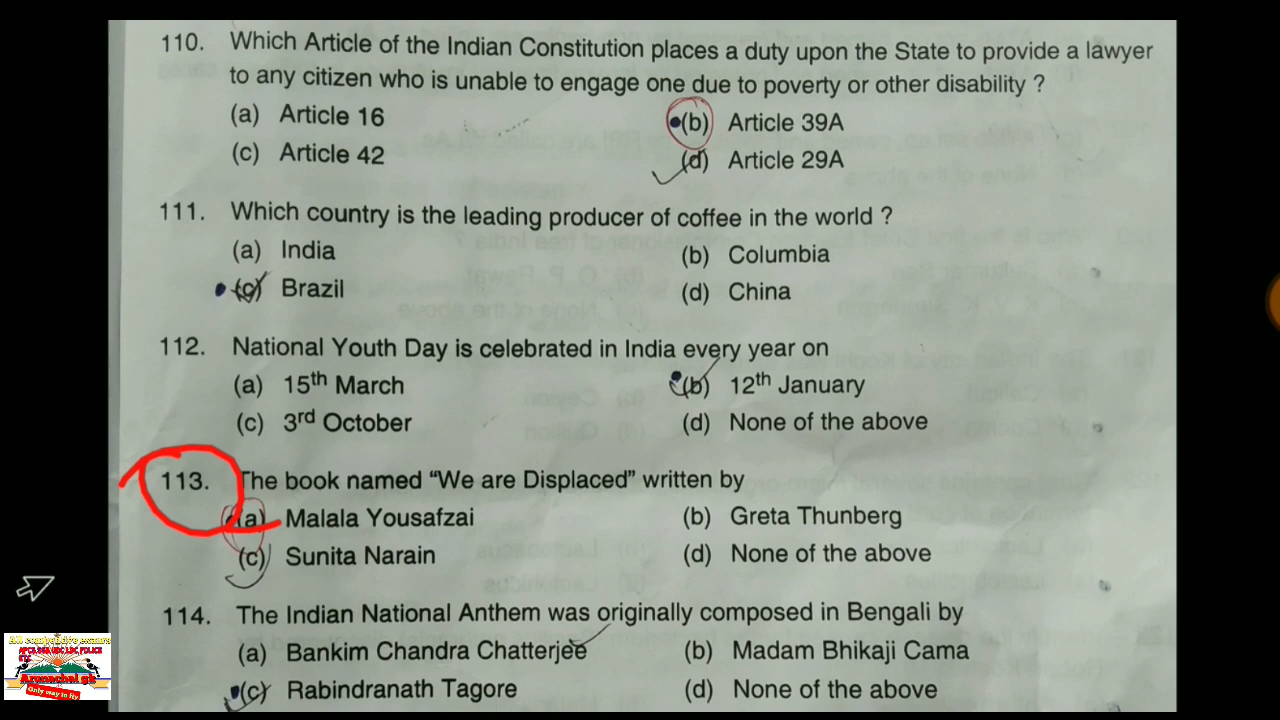 110. Which Article of the Indian Constitution places a duty upon the State to provide a lawyer
to any citizen who is unable to engage one due to poverty or other disability ?
(a) Article 16 (b) Article 39A
(c) Article 42 (d) Article 29A
111. Which country is the leading producer of coffee in the world ?
(a) India (b) Columbia
(c) Brazil (d) China
112. National Youth Day is celebrated in India every year on
(a) 15th March (b) 12th January
(c) 3rd October (d) None of the above
113. The book named “We are Displaced” written by
(a) Malala Yousafzai (b) Greta Thunberg
(c) Sunita Narain (d) None of the above
114. The Indian National Anthem was originally composed in Bengali by
(a) Bankim Chandra Chatterjee (b) Madam Bhikaji Cama
(c) Rabindranath Tagore (d) None of the above
Arunachal gk